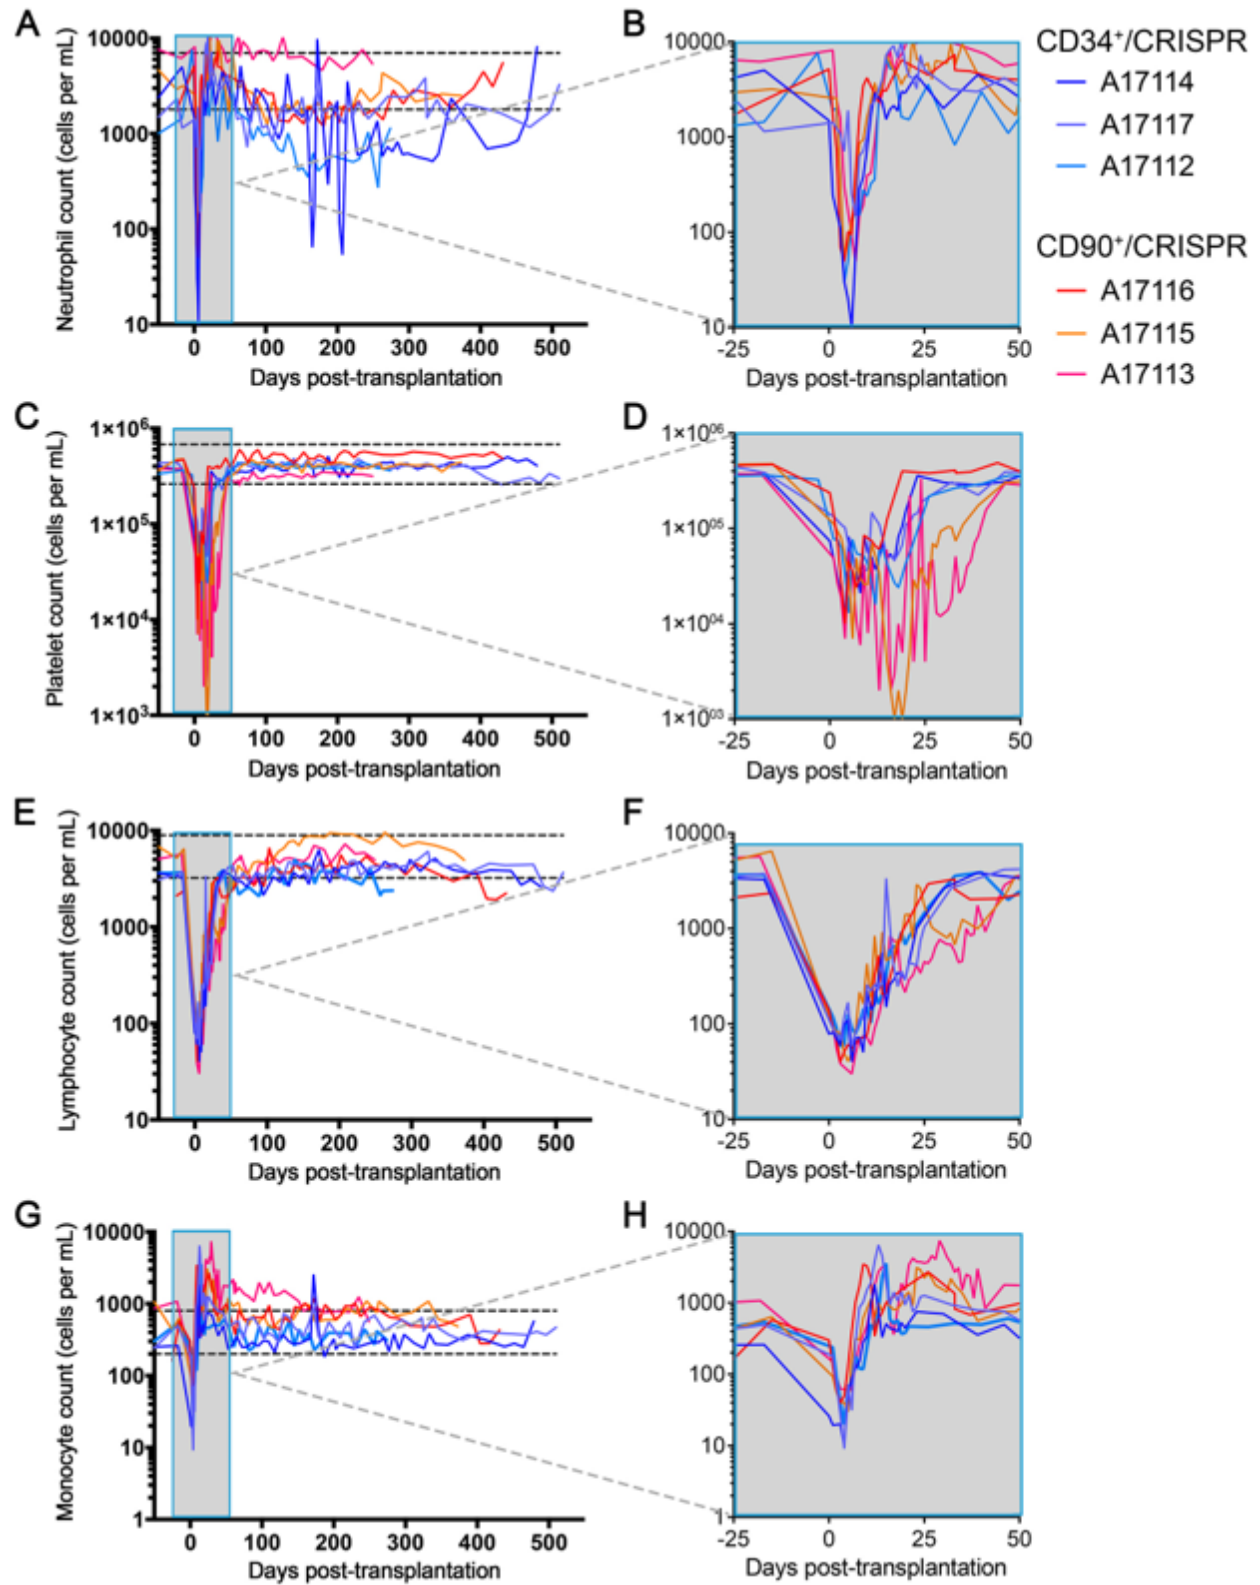 A
B
CD34⁺/CRISPR
A17114
A17117
A17112
CD90⁺/CRISPR
A17116
A17115
A17113
Neutrophil count (cells per mL)
10000
1000
100
10
0 100 200 300 400 500
Days post-transplantation
10000
1000
100
10
-25 0 25 50
Days post-transplantation
C
D
Platelet count (cells per mL)
1×10⁶
1×10⁵
1×10⁴
1×10³
0 100 200 300 400 500
Days post-transplantation
1×10⁰⁶
1×10⁰⁵
1×10⁰⁴
1×10⁰³
-25 0 25 50
Days post-transplantation
E
F
Lymphocyte count (cells per mL)
10000
1000
100
10
0 100 200 300 400 500
Days post-transplantation
10000
1000
100
10
-25 0 25 50
Days post-transplantation
G
H
Monocyte count (cells per mL)
10000
1000
100
10
1
0 100 200 300 400 500
Days post-transplantation
10000
1000
100
10
1
-25 0 25 50
Days post-transplantation